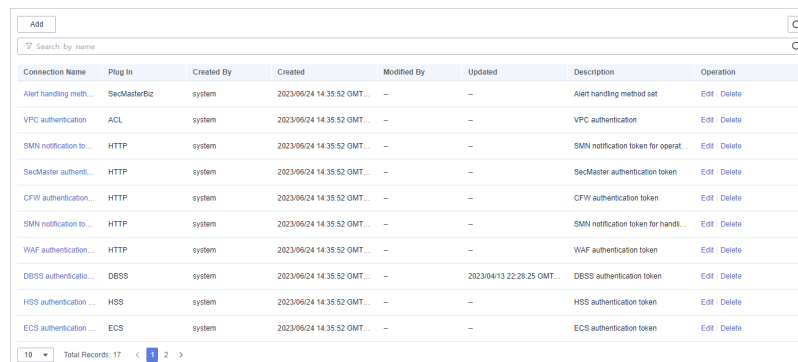 Add
Search by name
Connection Name Plug In Created By Created Modified By Updated Description Operation
Alert handling meth... SecMasterBiz system 2023/06/24 14:35:52 GMT... -- -- Alert handling method set Edit Delete
VPC authentication ACL system 2023/06/24 14:35:52 GMT... -- -- VPC authentication Edit Delete
SMN notification to... HTTP system 2023/06/24 14:35:52 GMT... -- -- SMN notification token for operat... Edit Delete
SecMaster authenti... HTTP system 2023/06/24 14:35:52 GMT... -- -- SecMaster authentication token Edit Delete
CFW authentication... HTTP system 2023/06/24 14:35:52 GMT... -- -- CFW authentication token Edit Delete
SMN notification to... HTTP system 2023/06/24 14:35:52 GMT... -- -- SMN notification token for handli... Edit Delete
WAF authentication... HTTP system 2023/06/24 14:35:52 GMT... -- -- WAF authentication token Edit Delete
DBSS authenticatio... DBSS system 2023/06/24 14:35:52 GMT... -- 2023/04/13 22:28:25 GMT... DBSS authentication token Edit Delete
HSS authentication ... HSS system 2023/06/24 14:35:52 GMT... -- -- HSS authentication token Edit Delete
ECS authentication ... ECS system 2023/06/24 14:35:52 GMT... -- -- ECS authentication token Edit Delete
10 Total Records: 17 < 1 2 >